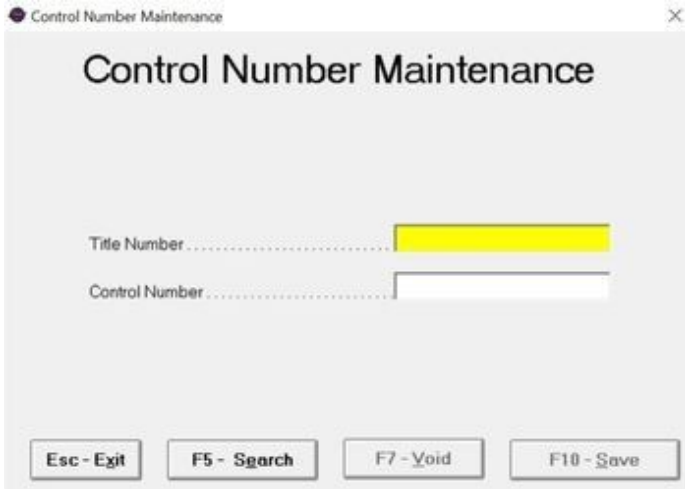 Control Number Maintenance
Control Number Maintenance
Title Number
Control Number
Esc - Exit F5 - Search F7 - Void F10 - Save